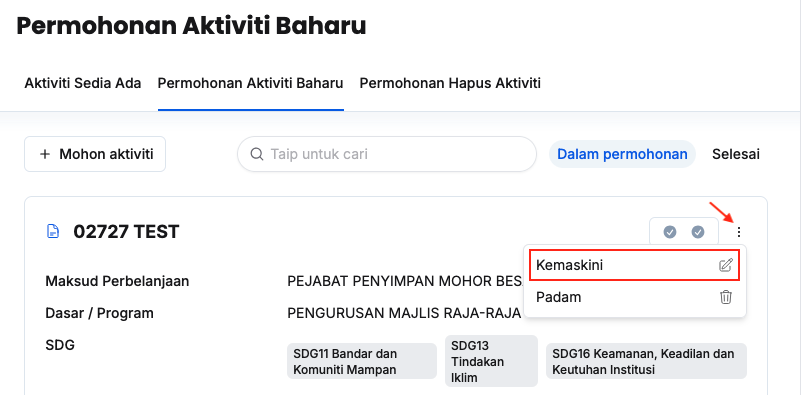 Permohonan Aktiviti Baharu
Aktiviti Sedia Ada Permohonan Aktiviti Baharu Permohonan Hapus Aktiviti
+ Mohon aktiviti Taip untuk cari Dalam permohonan Selesai
02727 TEST
Kemaskini
Padam
Maksud Perbelanjaan PEJABAT PENYIMPAN MOHOR BES
Dasar / Program PENGURUSAN MAJLIS RAJA-RAJA
SDG
SDG11 Bandar dan
Komuniti Mampan
SDG13
Tindakan
Iklim
SDG16 Keamanan, Keadilan dan
Keutuhan Institusi